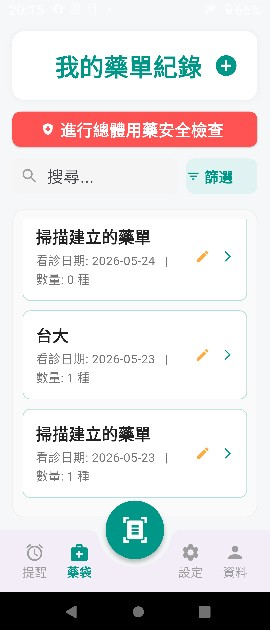 20:15
66%
我的藥單紀錄
進行總體用藥安全檢查
搜尋...
篩選
掃描建立的藥單
看診日期: 2026-05-24 |
數量: 0 種
台大
看診日期: 2026-05-23 |
數量: 1 種
掃描建立的藥單
看診日期: 2026-05-23 |
數量: 1 種
提醒 藥袋 設定 資料